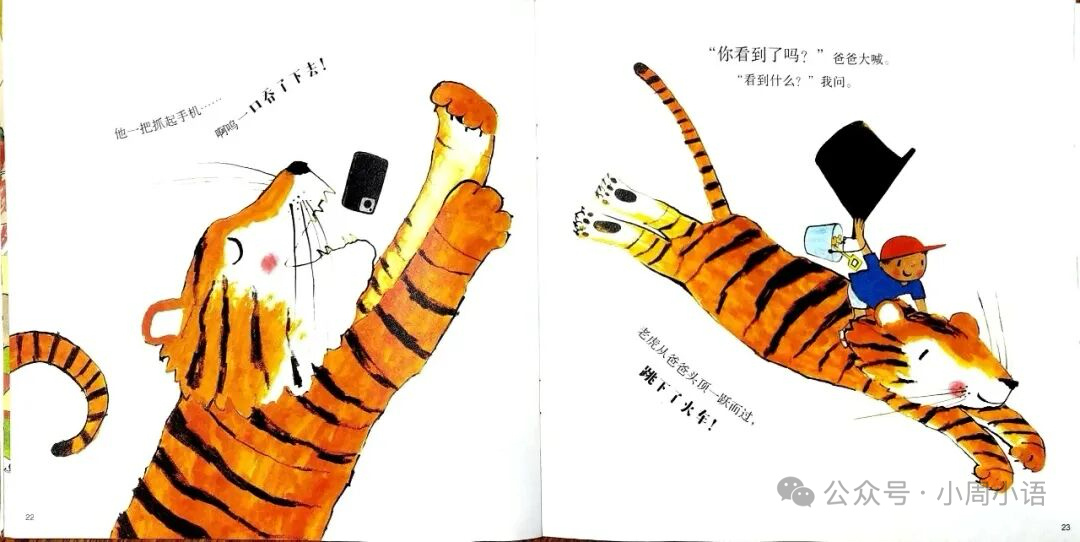 他一把抓起手机……
啊呜一口吞了下去！
22
“你看到了吗？”爸爸大喊。
“看到什么？”我问。
老虎从爸爸头顶一跃而过，
跳下了火车！
公众号·小周小语
23